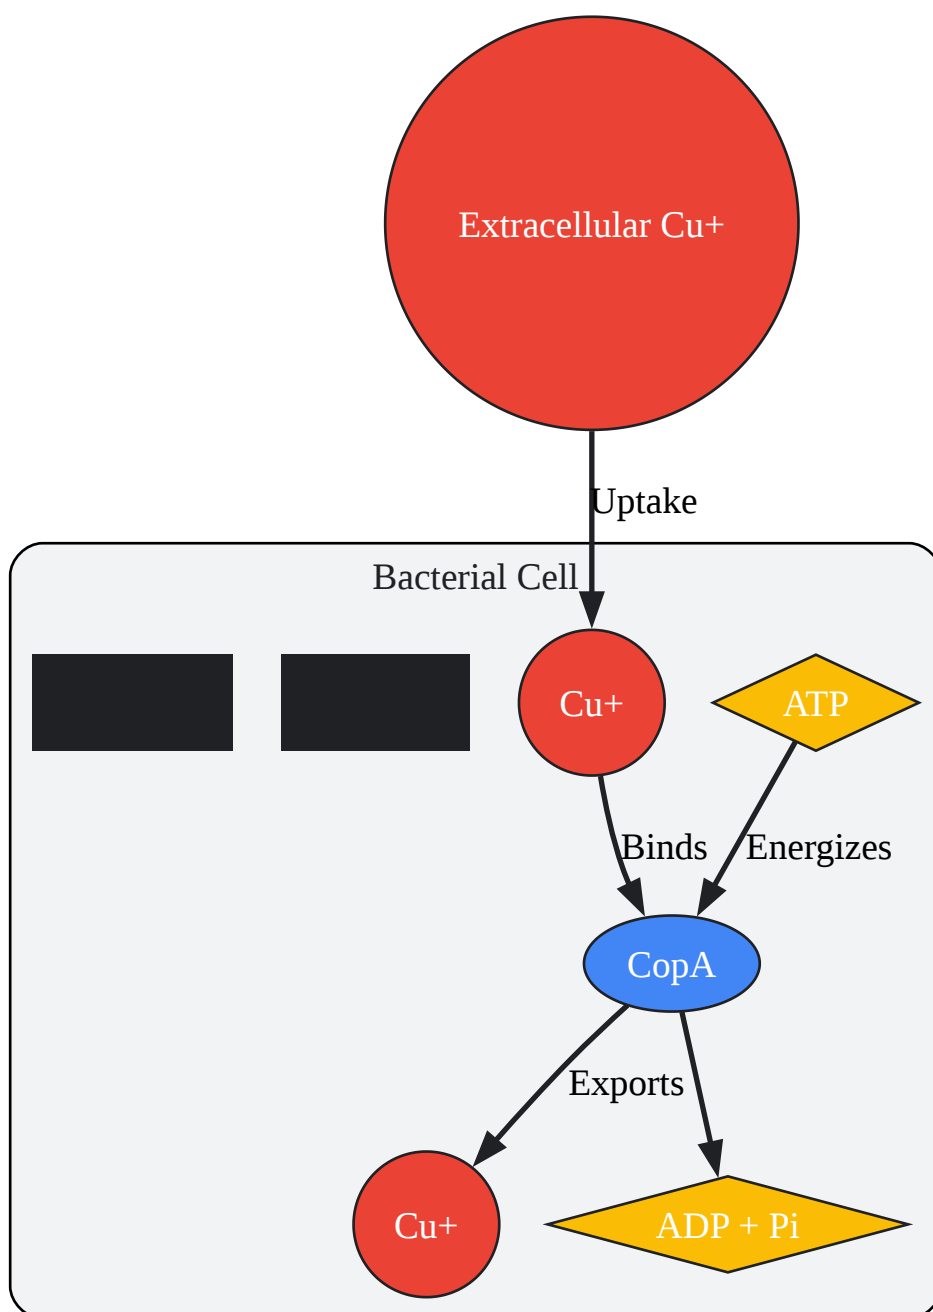 Extracellular Cu+
Uptake
Bacterial Cell
Cu+
ATP
Binds
Energizes
CopA
Exports
Cu+
ADP + Pi